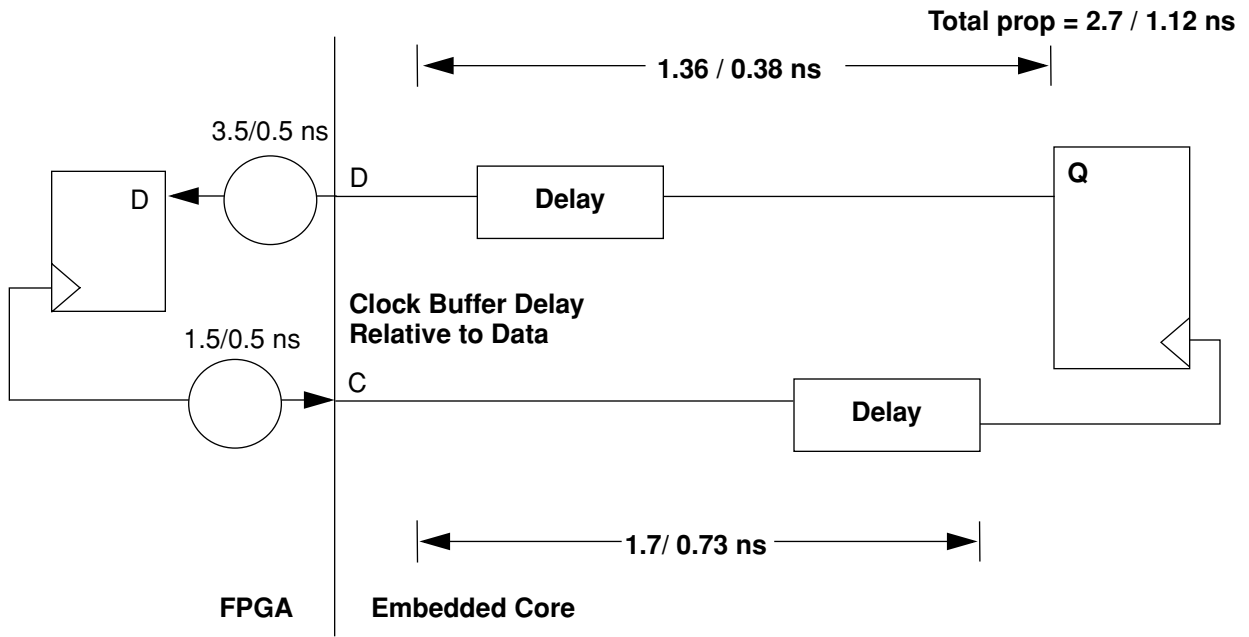 Total prop = 2.7 / 1.12 ns
1.36 / 0.38 ns
3.5/0.5 ns
D
D
Delay
Q
Clock Buffer Delay
Relative to Data
1.5/0.5 ns
C
Delay
1.7/ 0.73 ns
FPGA
Embedded Core